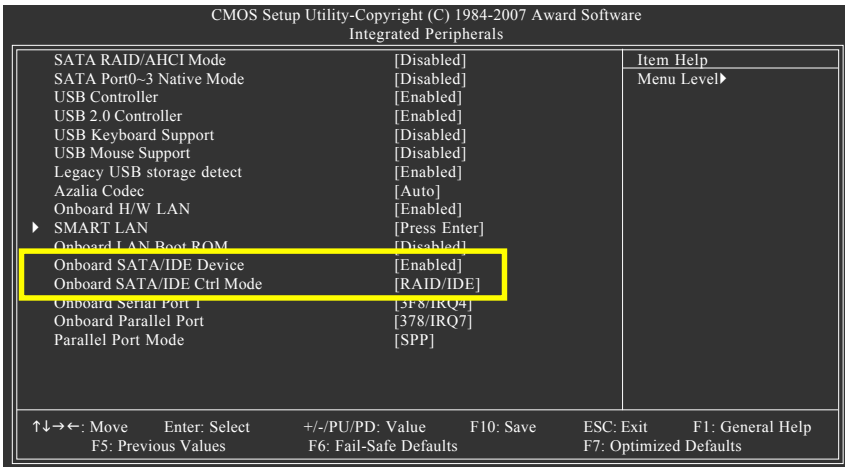 CMOS Setup Utility-Copyright (C) 1984-2007 Award Software
Integrated Peripherals
SATA RAID/AHCI Mode [Disabled] Item Help
SATA Port0~3 Native Mode [Disabled] Menu Level▶
USB Controller [Enabled]
USB 2.0 Controller [Enabled]
USB Keyboard Support [Disabled]
USB Mouse Support [Disabled]
Legacy USB storage detect [Enabled]
Azalia Codec [Auto]
Onboard H/W LAN [Enabled]
▶ SMART LAN [Press Enter]
Onboard LAN Boot ROM [Disabled]
Onboard SATA/IDE Device [Enabled]
Onboard SATA/IDE Ctrl Mode [RAID/IDE]
Onboard Serial Port 1 [3F8/IRQ4]
Onboard Parallel Port [378/IRQ7]
Parallel Port Mode [SPP]
↑↓→←: Move Enter: Select +/-/PU/PD: Value F10: Save ESC: Exit F1: General Help
F5: Previous Values F6: Fail-Safe Defaults F7: Optimized Defaults